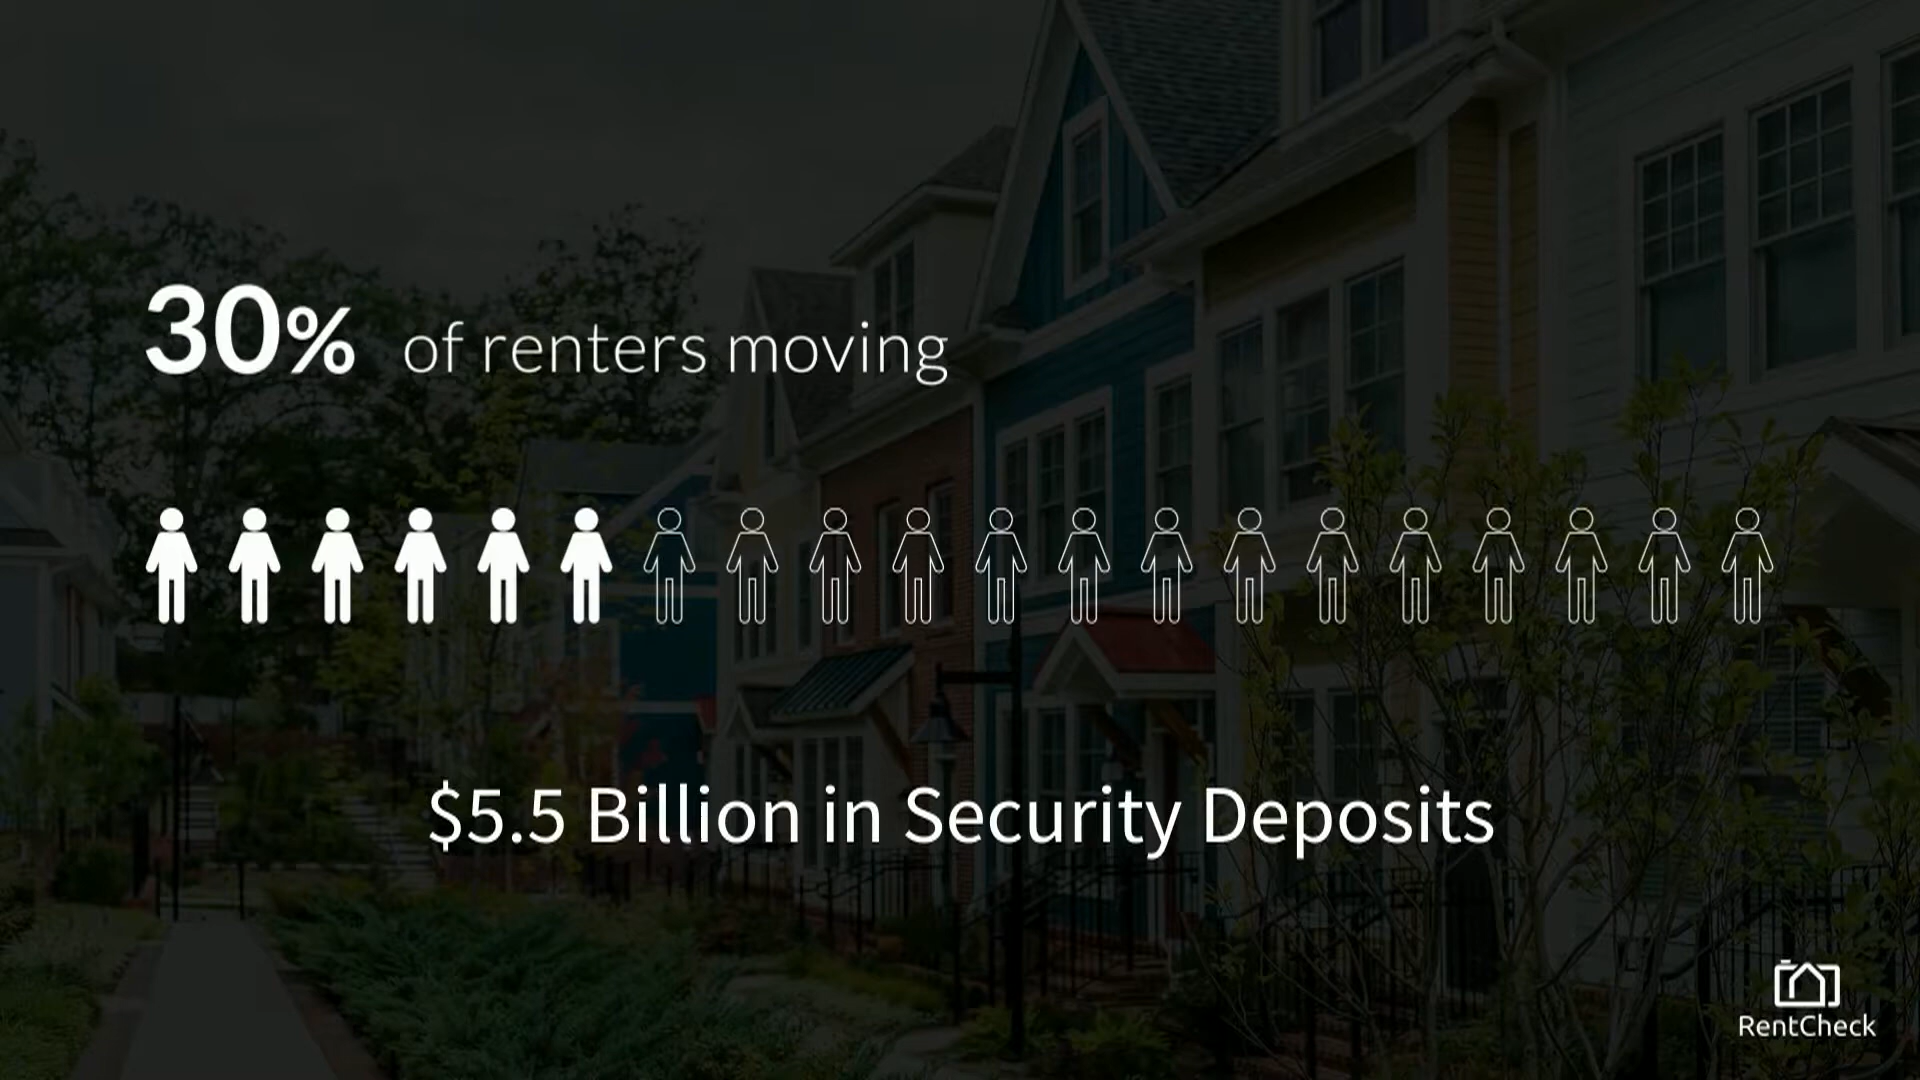 30% of renters moving
$5.5 Billion in Security Deposits
RentCheck